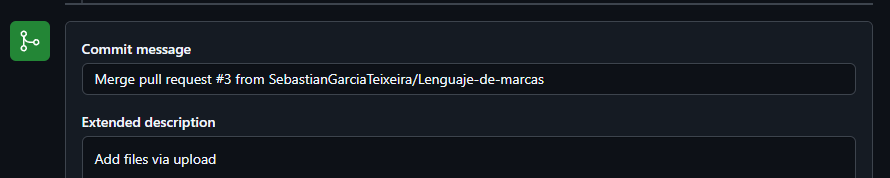 Commit message
Merge pull request #3 from SebastianGarciaTeixeira/Lenguaje-de-marcas
Extended description
Add files via upload